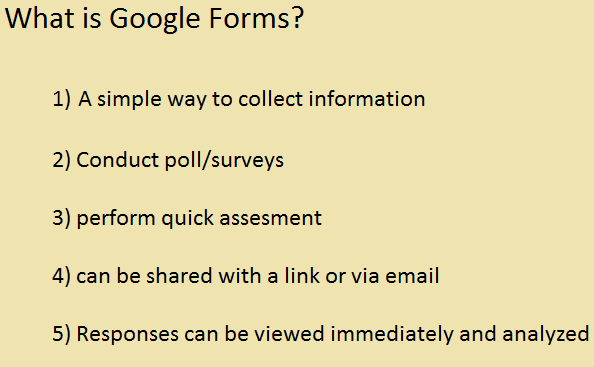 What is Google Forms?
1) A simple way to collect information
2) Conduct poll/surveys
3) perform quick assesment
4) can be shared with a link or via email
5) Responses can be viewed immediately and analyzed